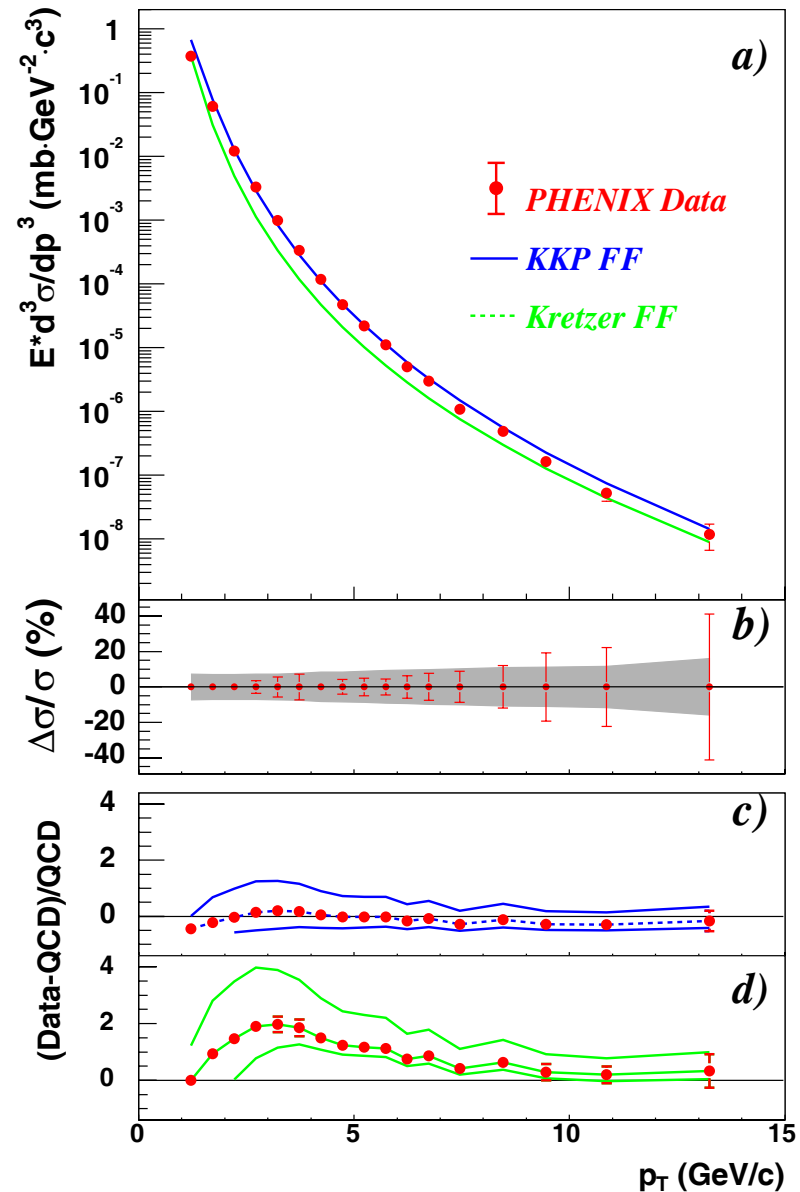 E*d³σ/dp³ (mb·GeV⁻²·c³)
1
10⁻¹
10⁻²
10⁻³
10⁻⁴
10⁻⁵
10⁻⁶
10⁻⁷
10⁻⁸
a)
PHENIX Data
KKP FF
Kretzer FF
Δσ/σ (%)
40
20
0
-20
-40
b)
(Data-QCD)/QCD
4
2
0
c)
4
2
0
d)
0
5
10
15
p_T (GeV/c)